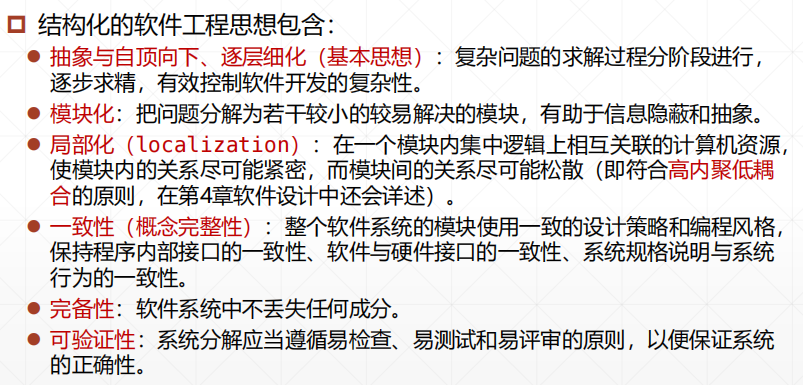 结构化的软件工程思想包含：
抽象与自顶向下、逐层细化（基本思想）：复杂问题的求解过程分阶段进行，
逐步求精，有效控制软件开发的复杂性。
模块化：把问题分解为若干较小的较易解决的模块，有助于信息隐蔽和抽象。
局部化（localization）：在一个模块内集中逻辑上相互关联的计算机资源，
使模块内的关系尽可能紧密，而模块间的关系尽可能松散（即符合高内聚低耦
合的原则，在第4章软件设计中还会详述）。
一致性（概念完整性）：整个软件系统的模块使用一致的设计策略和编程风格，
保持程序内部接口的一致性、软件与硬件接口的一致性、系统规格说明与系统
行为的一致性。
完备性：软件系统中不丢失任何成分。
可验证性：系统分解应当遵循易检查、易测试和易评审的原则，以便保证系统
的正确性。